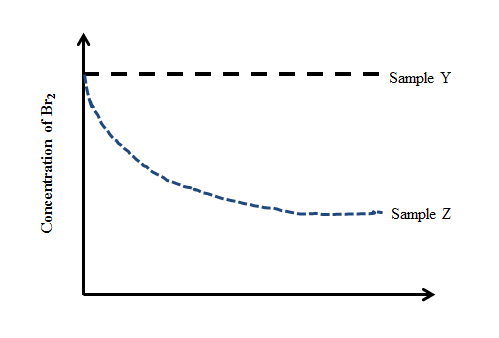 Sample Y
Concentration of Br₂
Sample Z